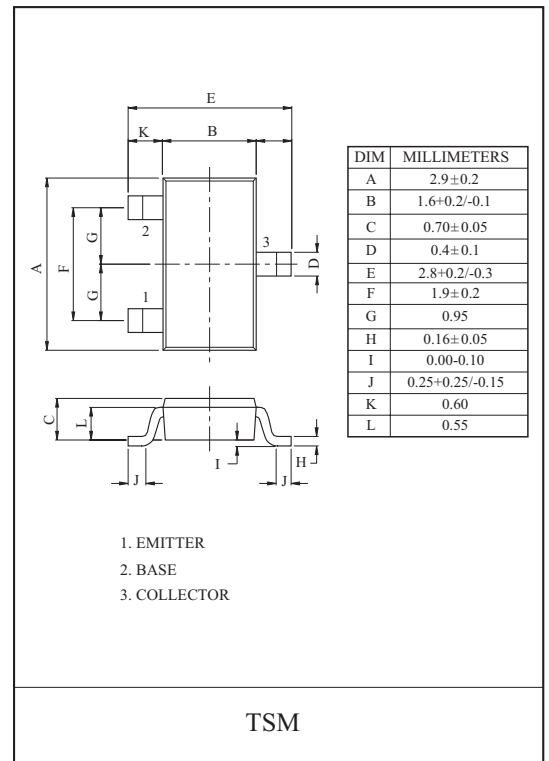 E
K B
DIM MILLIMETERS
A 2.9±0.2
B 1.6+0.2/-0.1
C 0.70±0.05
D 0.4±0.1
E 2.8+0.2/-0.3
F 1.9±0.2
G 0.95
H 0.16±0.05
I 0.00-0.10
J 0.25+0.25/-0.15
K 0.60
L 0.55
A
F
G
G
2
3
D
1
C
L
I
H
J
J
1. EMITTER
2. BASE
3. COLLECTOR
TSM